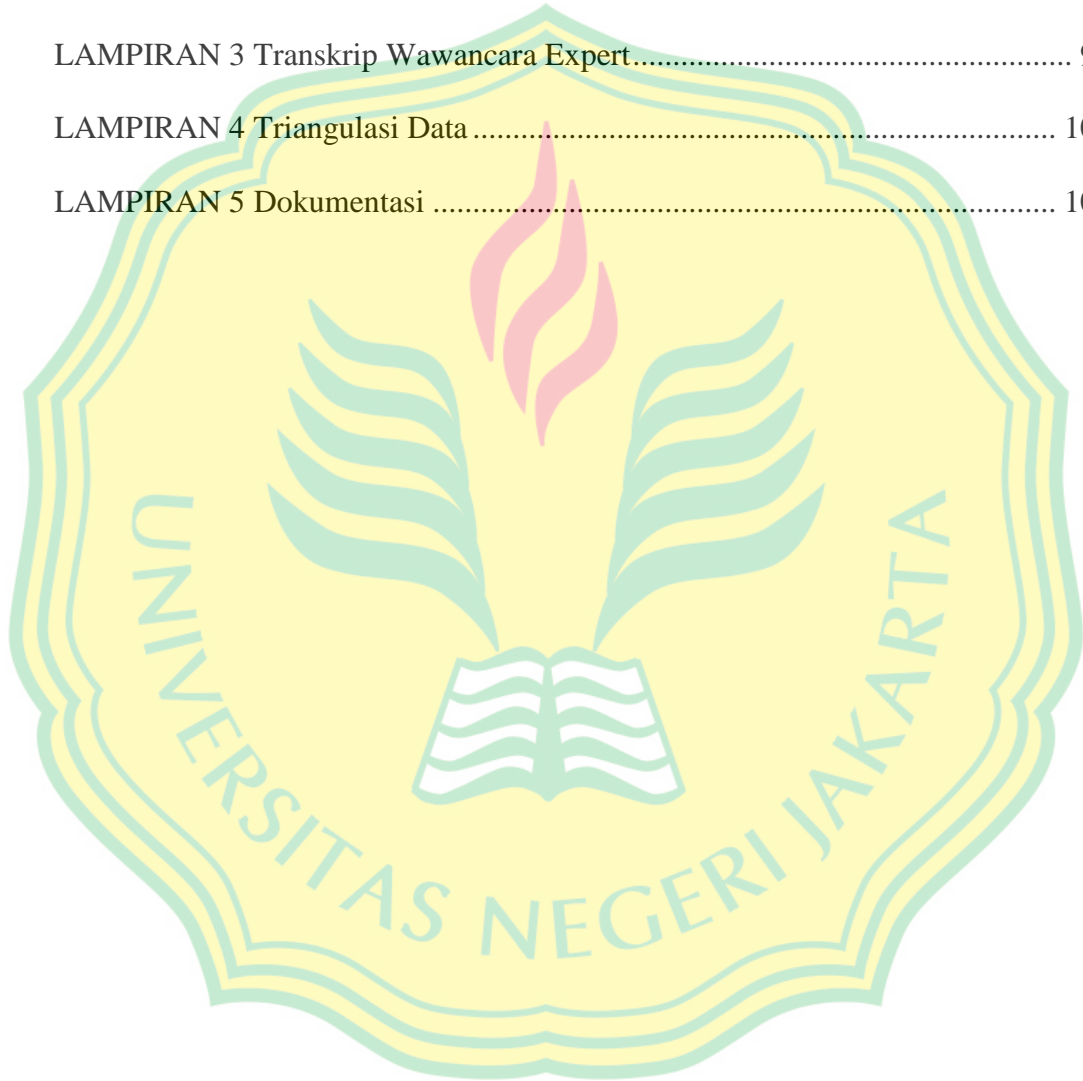 LAMPIRAN 3 Transkrip Wawancara Expert
LAMPIRAN 4 Triangulasi Data
LAMPIRAN 5 Dokumentasi
UNIVERSITAS NEGERI JAKARTA